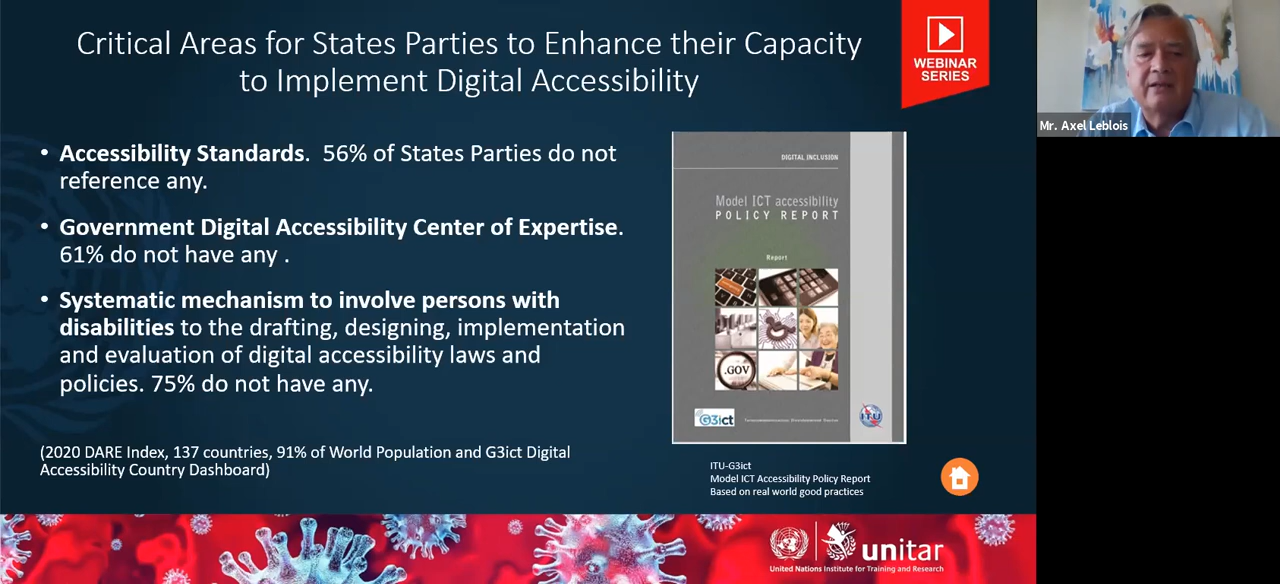 Critical Areas for States Parties to Enhance their Capacity
to Implement Digital Accessibility
WEBINAR
SERIES
Mr. Axel Leblois
• Accessibility Standards. 56% of States Parties do not
reference any.
• Government Digital Accessibility Center of Expertise.
61% do not have any .
• Systematic mechanism to involve persons with
disabilities to the drafting, designing, implementation
and evaluation of digital accessibility laws and
policies. 75% do not have any.
(2020 DARE Index, 137 countries, 91% of World Population and G3ict Digital
Accessibility Country Dashboard)
DIGITAL INCLUSION
Model ICT accessibility
POLICY REPORT
Report
.GOV
G3ict
Telecommunication Development Sector
ITU
ITU-G3ict
Model ICT Accessibility Policy Report
Based on real world good practices
unitar
United Nations Institute for Training and Research